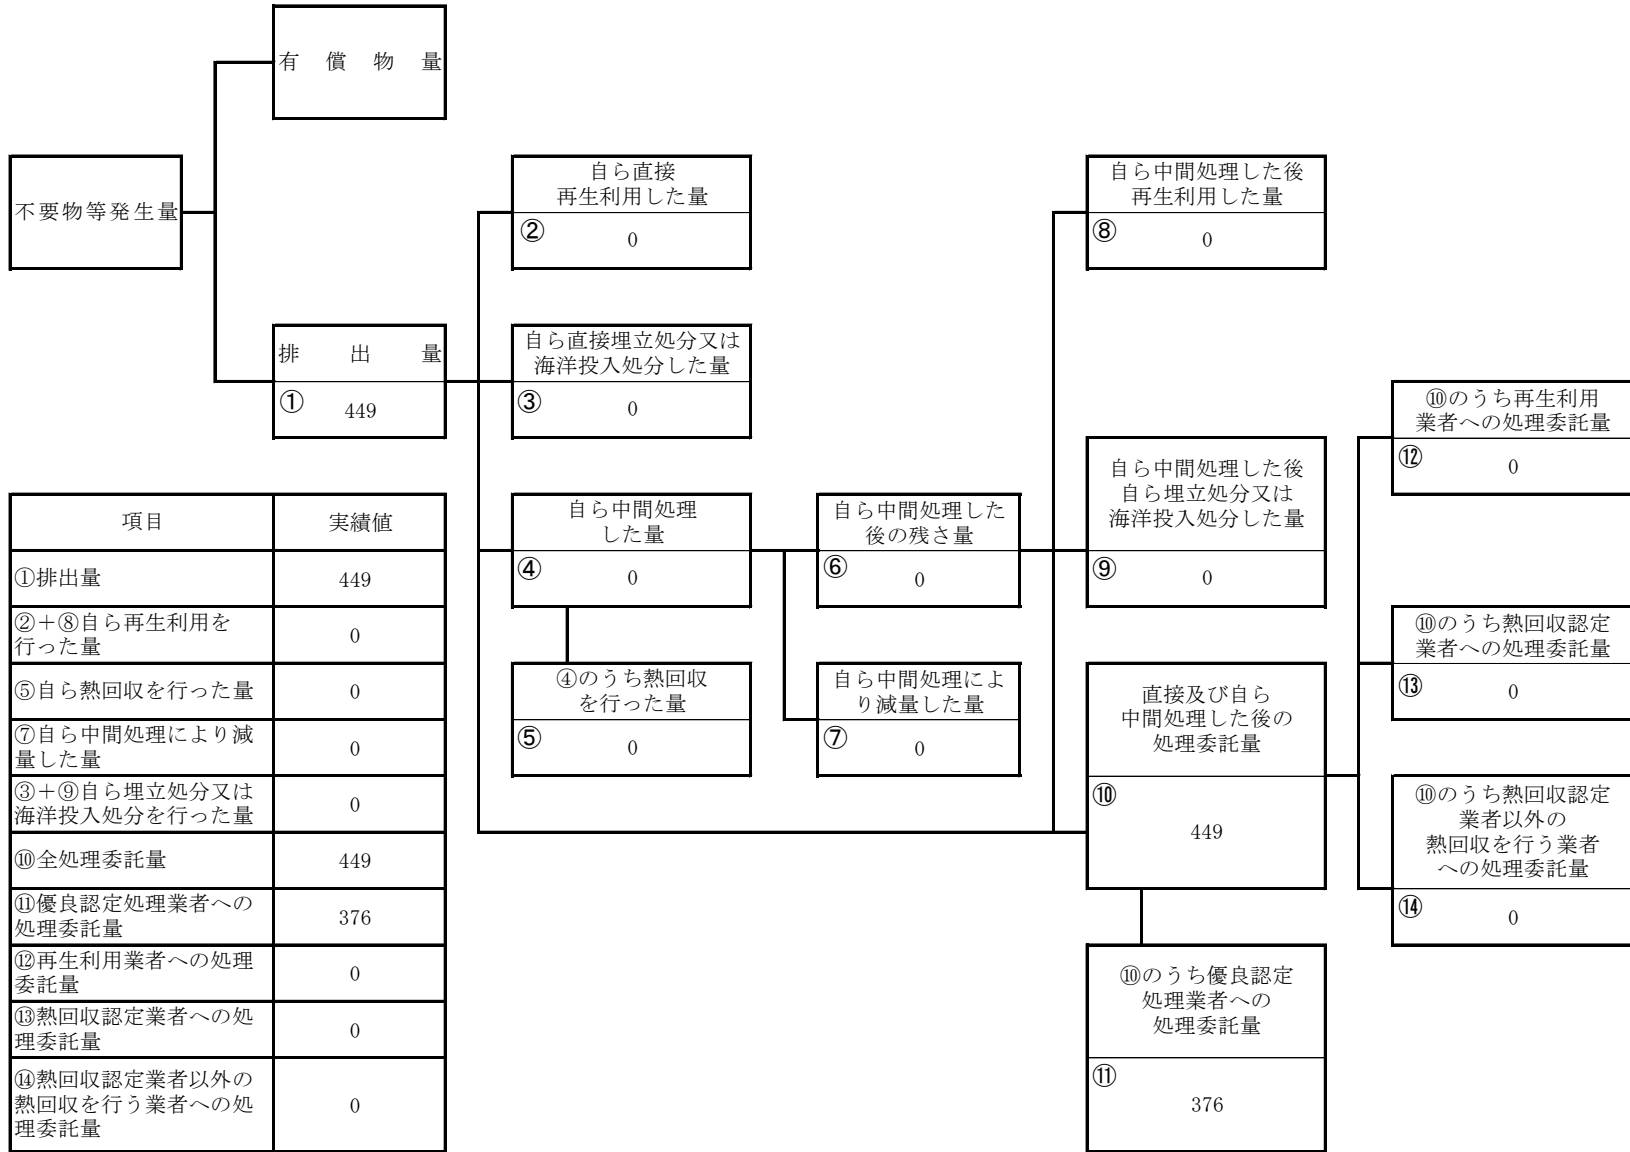 有償物量
不要物等発生量
自ら直接
再生利用した量
②
0
自ら中間処理した後
再生利用した量
⑧
0
排出量
①
449
自ら直接埋立処分又は
海洋投入処分した量
③
0
⑩のうち再生利用
業者への処理委託量
⑫
0
自ら中間処理
した量
④
0
自ら中間処理した
後の残さ量
⑥
0
自ら中間処理した後
自ら埋立処分又は
海洋投入処分した量
⑨
0
⑩のうち熱回収認定
業者への処理委託量
⑬
0
④のうち熱回収
を行った量
⑤
0
自ら中間処理によ
り減量した量
⑦
0
直接及び自ら
中間処理した後の
処理委託量
⑩
449
⑩のうち熱回収認定
業者以外の
熱回収を行う業者
への処理委託量
⑭
0
⑩のうち優良認定
処理業者への
処理委託量
⑪
376
項目 実績値
①排出量 449
②+⑧自ら再生利用を
行った量 0
⑤自ら熱回収を行った量 0
⑦自ら中間処理により減
量した量 0
③+⑨自ら埋立処分又は
海洋投入処分を行った量 0
⑩全処理委託量 449
⑪優良認定処理業者への
処理委託量 376
⑫再生利用業者への処理
委託量 0
⑬熱回収認定業者への処
理委託量 0
⑭熱回収認定業者以外の
熱回収を行う業者への処
理委託量 0